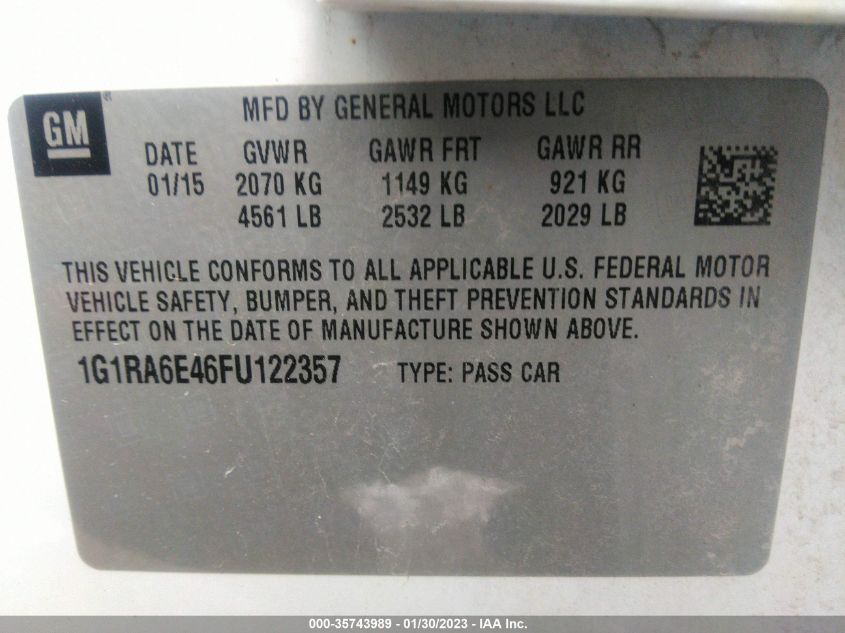 GM
MFD BY GENERAL MOTORS LLC
DATE GVWR GAWR FRT GAWR RR
01/15 2070 KG 1149 KG 921 KG
4561 LB 2532 LB 2029 LB
THIS VEHICLE CONFORMS TO ALL APPLICABLE U.S. FEDERAL MOTOR
VEHICLE SAFETY, BUMPER, AND THEFT PREVENTION STANDARDS IN
EFFECT ON THE DATE OF MANUFACTURE SHOWN ABOVE.
1G1RA6E46FU122357 TYPE: PASS CAR
000-35743989 - 01/30/2023 - IAA Inc.